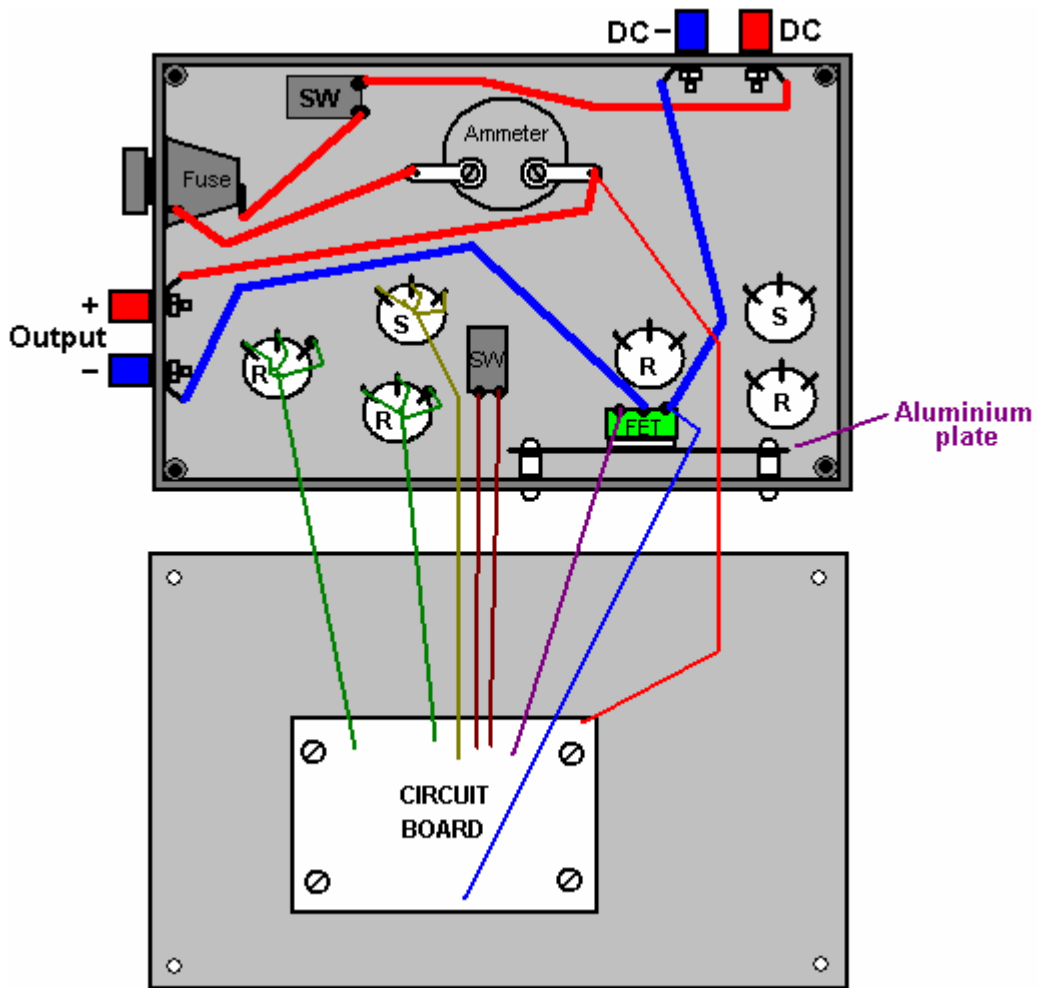 DC- DC
SW
Ammeter
Fuse
+
Output
-
S
S
R
SW
R
R
R
FET
Aluminium
plate
CIRCUIT
BOARD